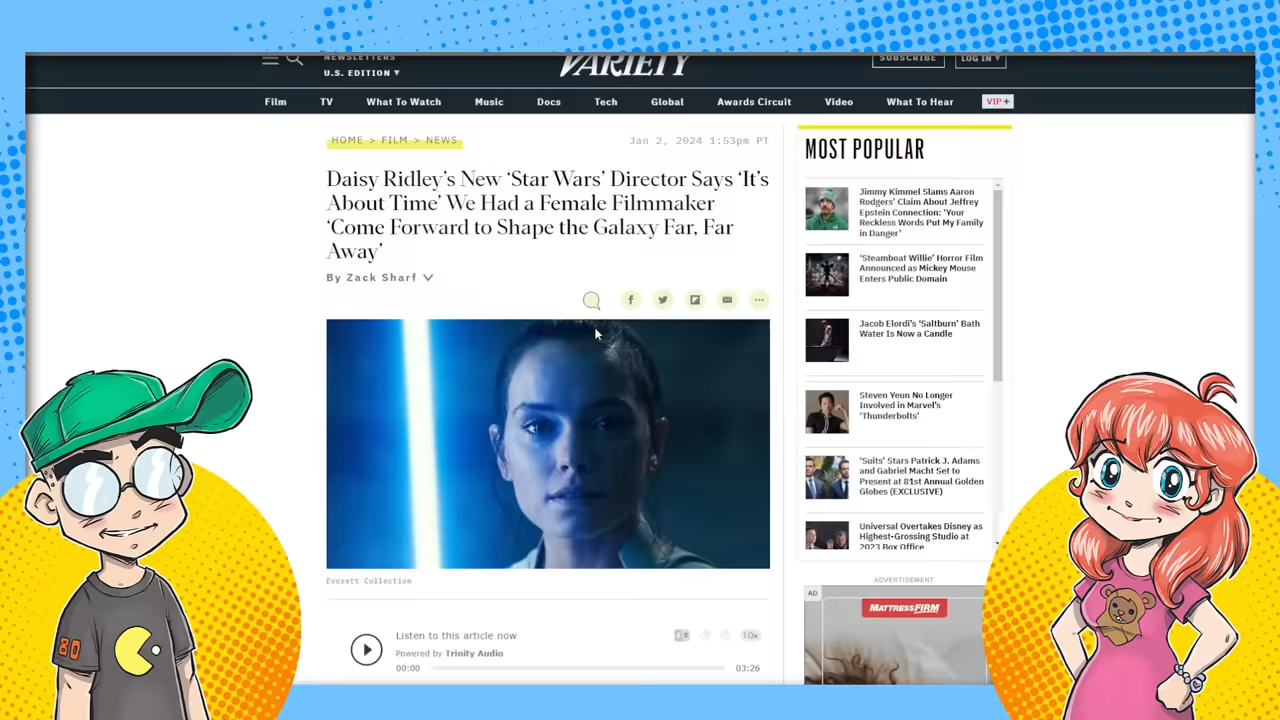 NEWSLETTERS
U.S. EDITION ▾
VARIETY
SUBSCRIBE
LOG IN ▾
Film TV What To Watch Music Docs Tech Global Awards Circuit Video What To Hear VIP+
HOME > FILM > NEWS
Jan 2, 2024 1:53pm PT
Daisy Ridley’s New ‘Star Wars’ Director Says ‘It’s
About Time’ We Had a Female Filmmaker
‘Come Forward to Shape the Galaxy Far, Far
Away’
By Zack Sharf
Everett Collection
Listen to this article now
Powered by Trinity Audio
10x
00:00
03:26
MOST POPULAR
Jimmy Kimmel Slams Aaron
Rodgers’ Claim About Jeffrey
Epstein Connection: ‘Your
Reckless Words Put My Family
in Danger’
‘Steamboat Willie’ Horror Film
Announced as Mickey Mouse
Enters Public Domain
Jacob Elordi’s ‘Saltburn’ Bath
Water Is Now a Candle
Steven Yeun No Longer
Involved in Marvel’s
‘Thunderbolts’
‘Suits’ Stars Patrick J. Adams
and Gabriel Macht Set to
Present at 81st Annual Golden
Globes (EXCLUSIVE)
Universal Overtakes Disney as
Highest-Grossing Studio at
2023 Box Office
ADVERTISEMENT
AD
MATTRESSFIRM
80